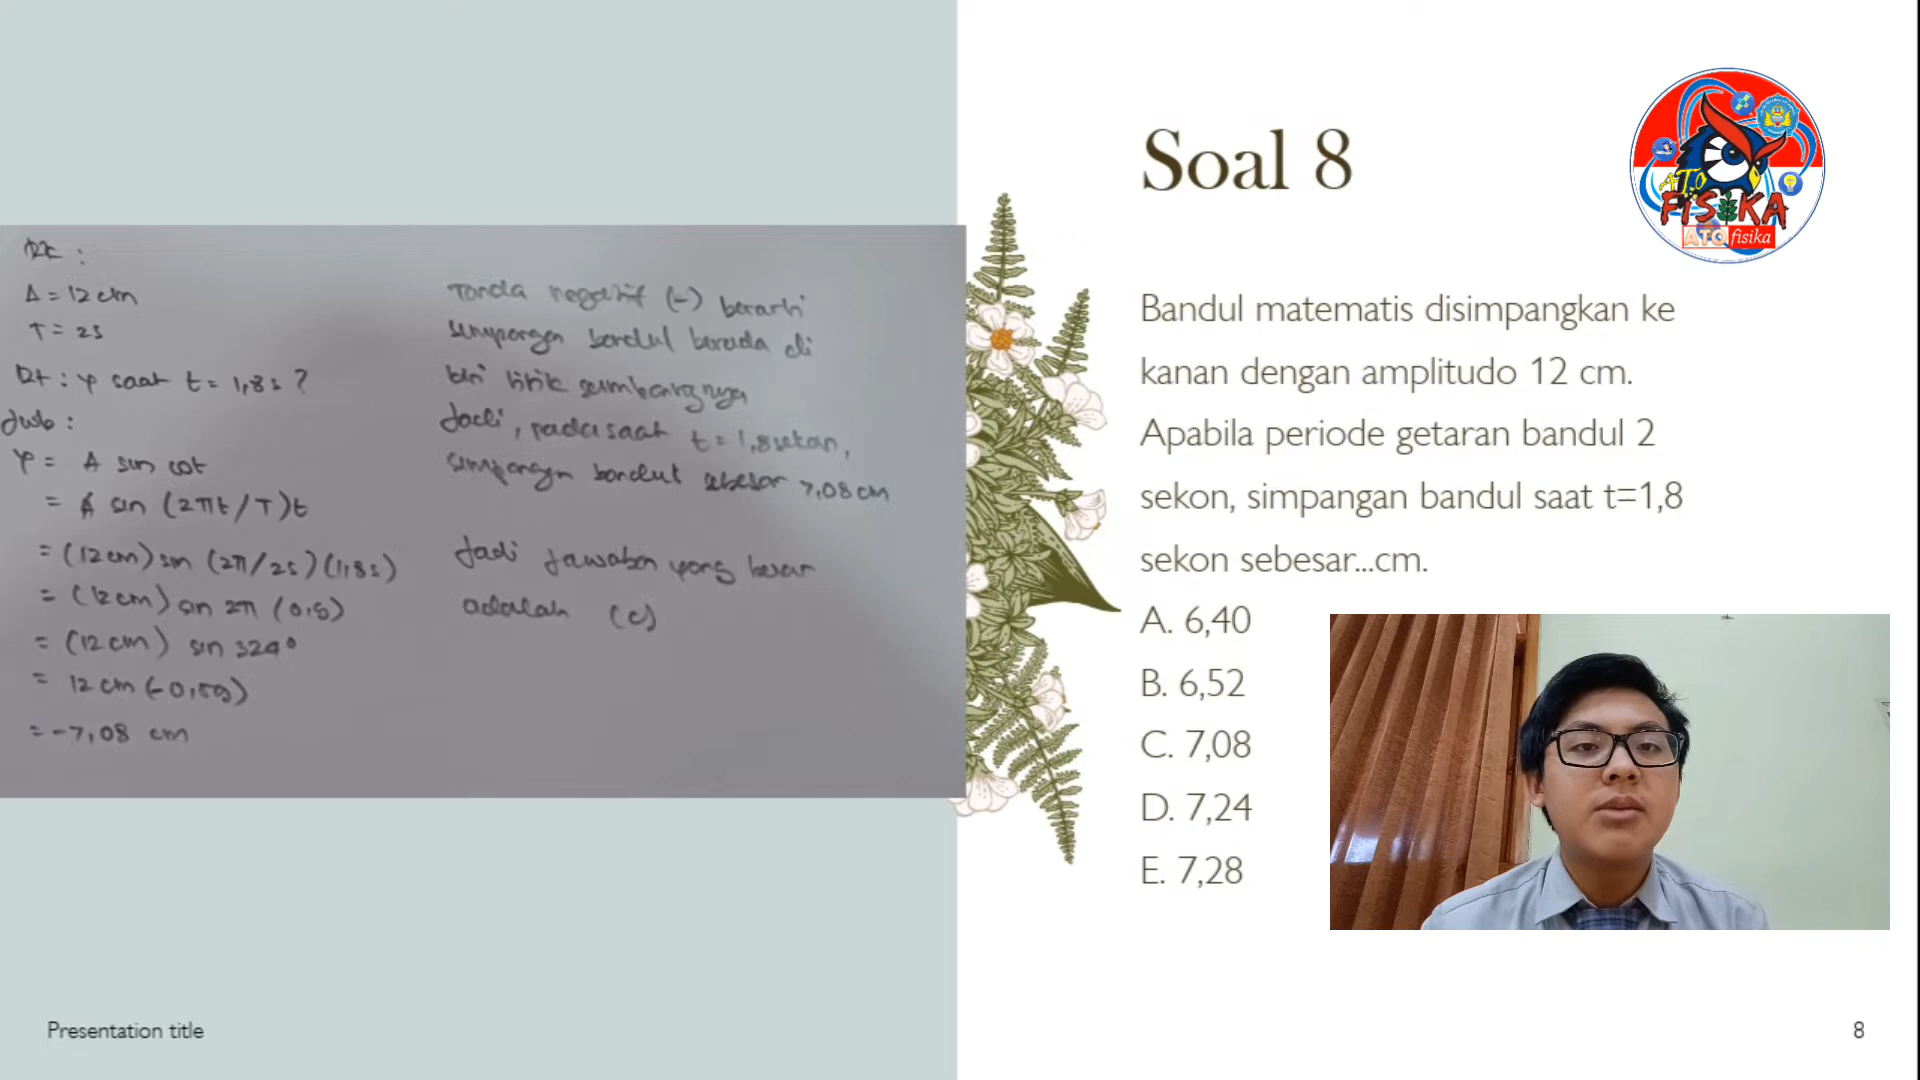 Dik :
A = 12 cm
T = 2s
Dt : y saat t = 1,8s ?
Jwb :
y = A sin ωt
= A sin (2πt/T)t
= (12 cm) sin (2π/2s) (1,8s)
= (12 cm) sin 2π (0,9)
= (12 cm) sin 324°
= 12 cm (-0,59)
= -7,08 cm
Tanda negatif (-) berarti
simpangan bandul berada di
kiri titik seimbangnya
Jadi, pada saat t = 1,8 sekon,
simpangan bandul sebesar 7,08 cm
Jadi jawaban yang benar
adalah (c)
Soal 8
ATO
FISIKA
ATO fisika
Bandul matematis disimpangkan ke
kanan dengan amplitudo 12 cm.
Apabila periode getaran bandul 2
sekon, simpangan bandul saat t=1,8
sekon sebesar...cm.
A. 6,40
B. 6,52
C. 7,08
D. 7,24
E. 7,28
Presentation title
8